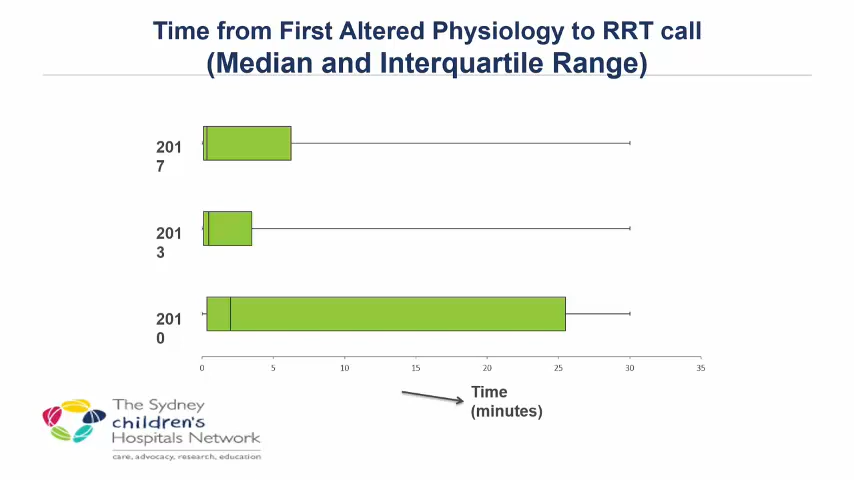 Time from First Altered Physiology to RRT call
(Median and Interquartile Range)
201
7
201
3
201
0
0 5 10 15 20 25 30 35
Time
(minutes)
The Sydney
children's
Hospitals Network
care, advocacy, research, education